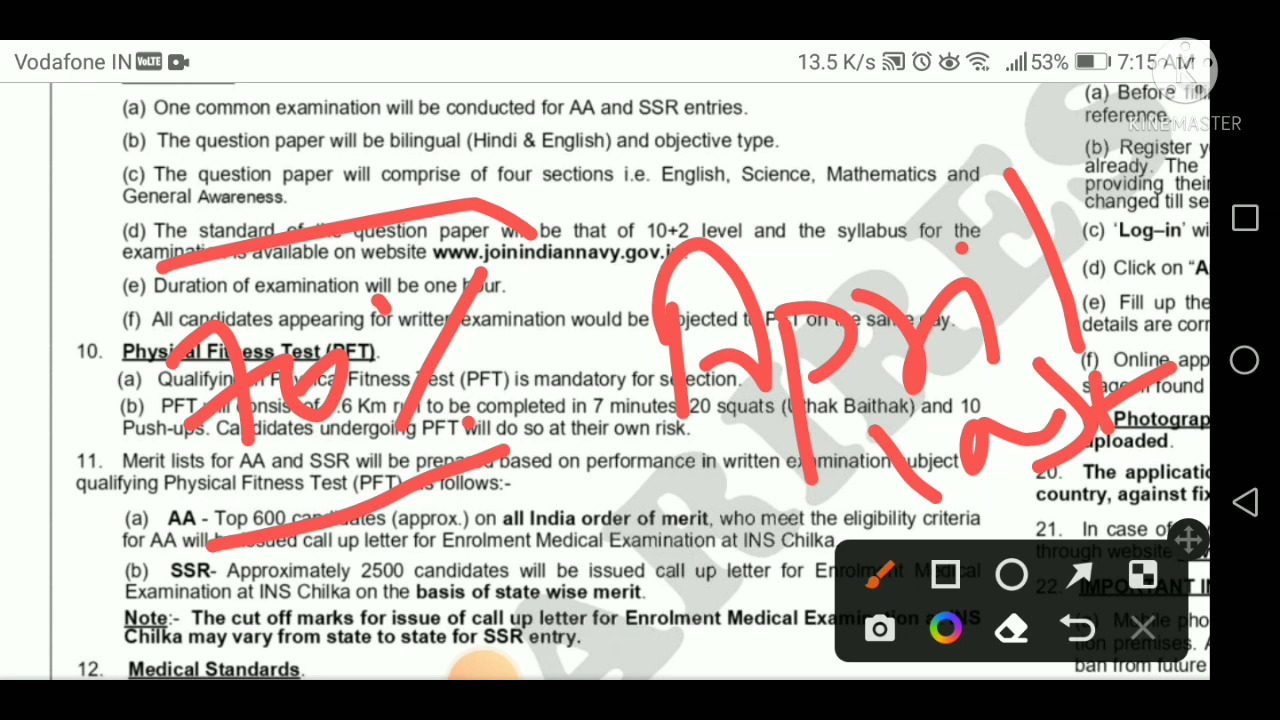 Vodafone IN VoLTE
13.5 K/s 53% 7:15 AM
KINEMASTER
(a) One common examination will be conducted for AA and SSR entries.
(b) The question paper will be bilingual (Hindi & English) and objective type.
(c) The question paper will comprise of four sections i.e. English, Science, Mathematics and
General Awareness.
(d) The standard of the question paper will be that of 10+2 level and the syllabus for the
examination is available on website www.joinindiannavy.gov.in.
(e) Duration of examination will be one hour.
(f) All candidates appearing for written examination would be subjected to PFT on the same day.
10. Physical Fitness Test (PFT).
(a) Qualifying in Physical Fitness Test (PFT) is mandatory for selection.
(b) PFT will consist of 1.6 Km run to be completed in 7 minutes, 20 squats (Uthak Baithak) and 10
Push-ups. Candidates undergoing PFT will do so at their own risk.
11. Merit lists for AA and SSR will be prepared based on performance in written examination subject
qualifying Physical Fitness Test (PFT) as follows:-
(a) AA - Top 600 candidates (approx.) on all India order of merit, who meet the eligibility criteria
for AA will be issued call up letter for Enrolment Medical Examination at INS Chilka
(b) SSR- Approximately 2500 candidates will be issued call up letter for Enrolment Medical
Examination at INS Chilka on the basis of state wise merit.
Note:- The cut off marks for issue of call up letter for Enrolment Medical Examination at INS
Chilka may vary from state to state for SSR entry.
12. Medical Standards.
70%
April
last
(a) Before
reference.
(b) Register
already. The
providing their
changed till
(c) ‘Log–in’
(d) Click on
(e) Fill up the
details are
(f) Online
found
Photograp
uploaded.
20. The
country, against
21. In case of
through website
22. IMPORTANT
ban from future
ARIRES